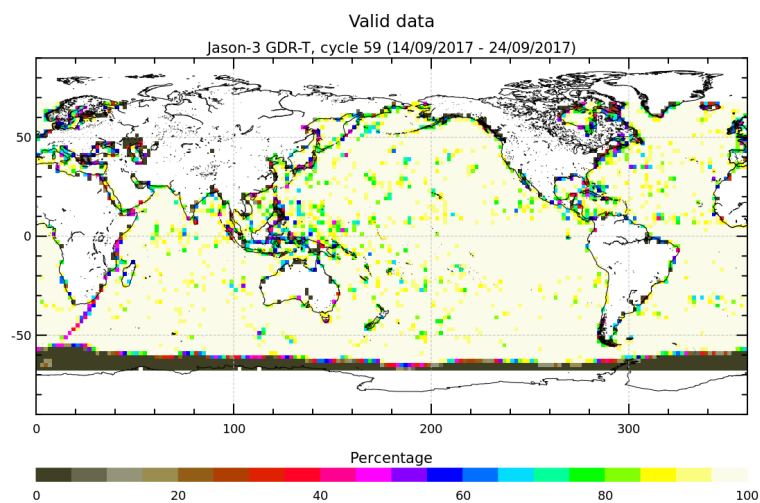 Valid data
Jason-3 GDR-T, cycle 59 (14/09/2017 - 24/09/2017)
50
0
-50
0 100 200 300
Percentage
0 20 40 60 80 100